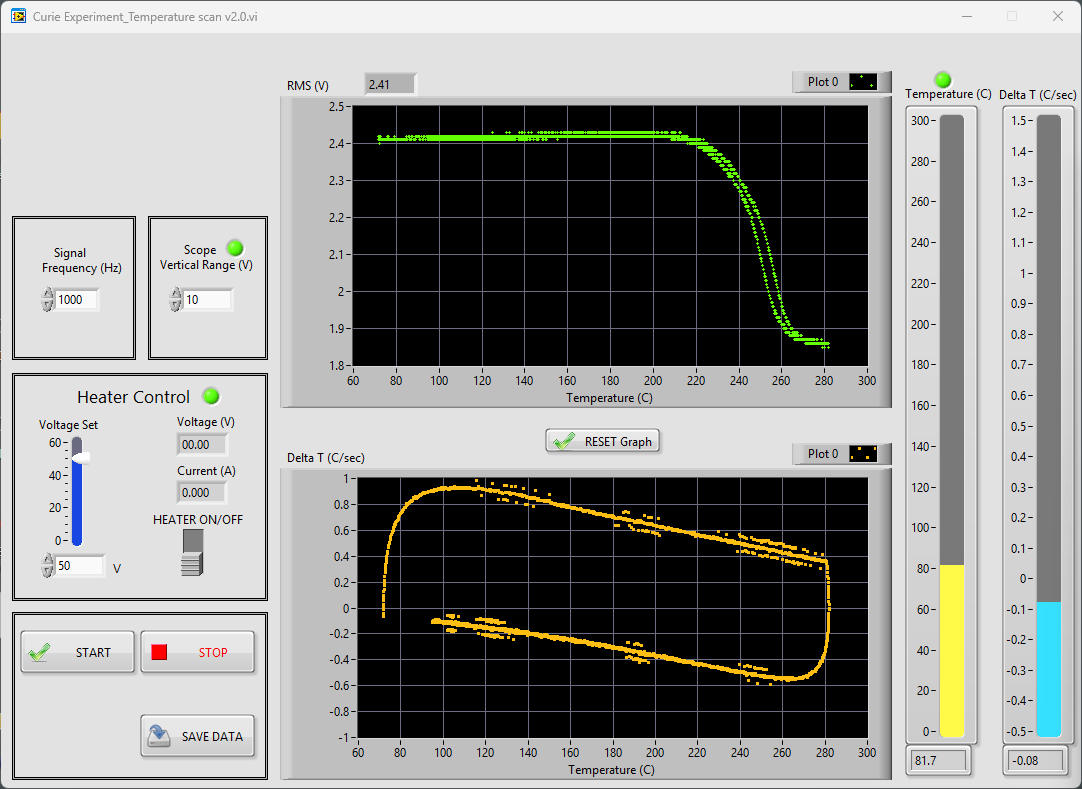 Curie Experiment_Temperature scan v2.0.vi
RMS (V)
2.41
Plot 0
2.5
2.4
2.3
2.2
2.1
2
1.9
1.8
60 80 100 120 140 160 180 200 220 240 260 280 300
Temperature (C)
Signal
Frequency (Hz)
1000
Scope
Vertical Range (V)
10
Heater Control
Voltage Set
60
40
20
0
50 V
Voltage (V)
00.00
Current (A)
0.000
HEATER ON/OFF
START
STOP
SAVE DATA
RESET Graph
Delta T (C/sec)
Plot 0
1
0.8
0.6
0.4
0.2
0
-0.2
-0.4
-0.6
-0.8
-1
60 80 100 120 140 160 180 200 220 240 260 280 300
Temperature (C)
Temperature (C)
300
280
260
240
220
200
180
160
140
120
100
80
60
40
20
0
81.7
Delta T (C/sec)
1.5
1.4
1.3
1.2
1.1
1
0.9
0.8
0.7
0.6
0.5
0.4
0.3
0.2
0.1
0
-0.1
-0.2
-0.3
-0.4
-0.5
-0.08